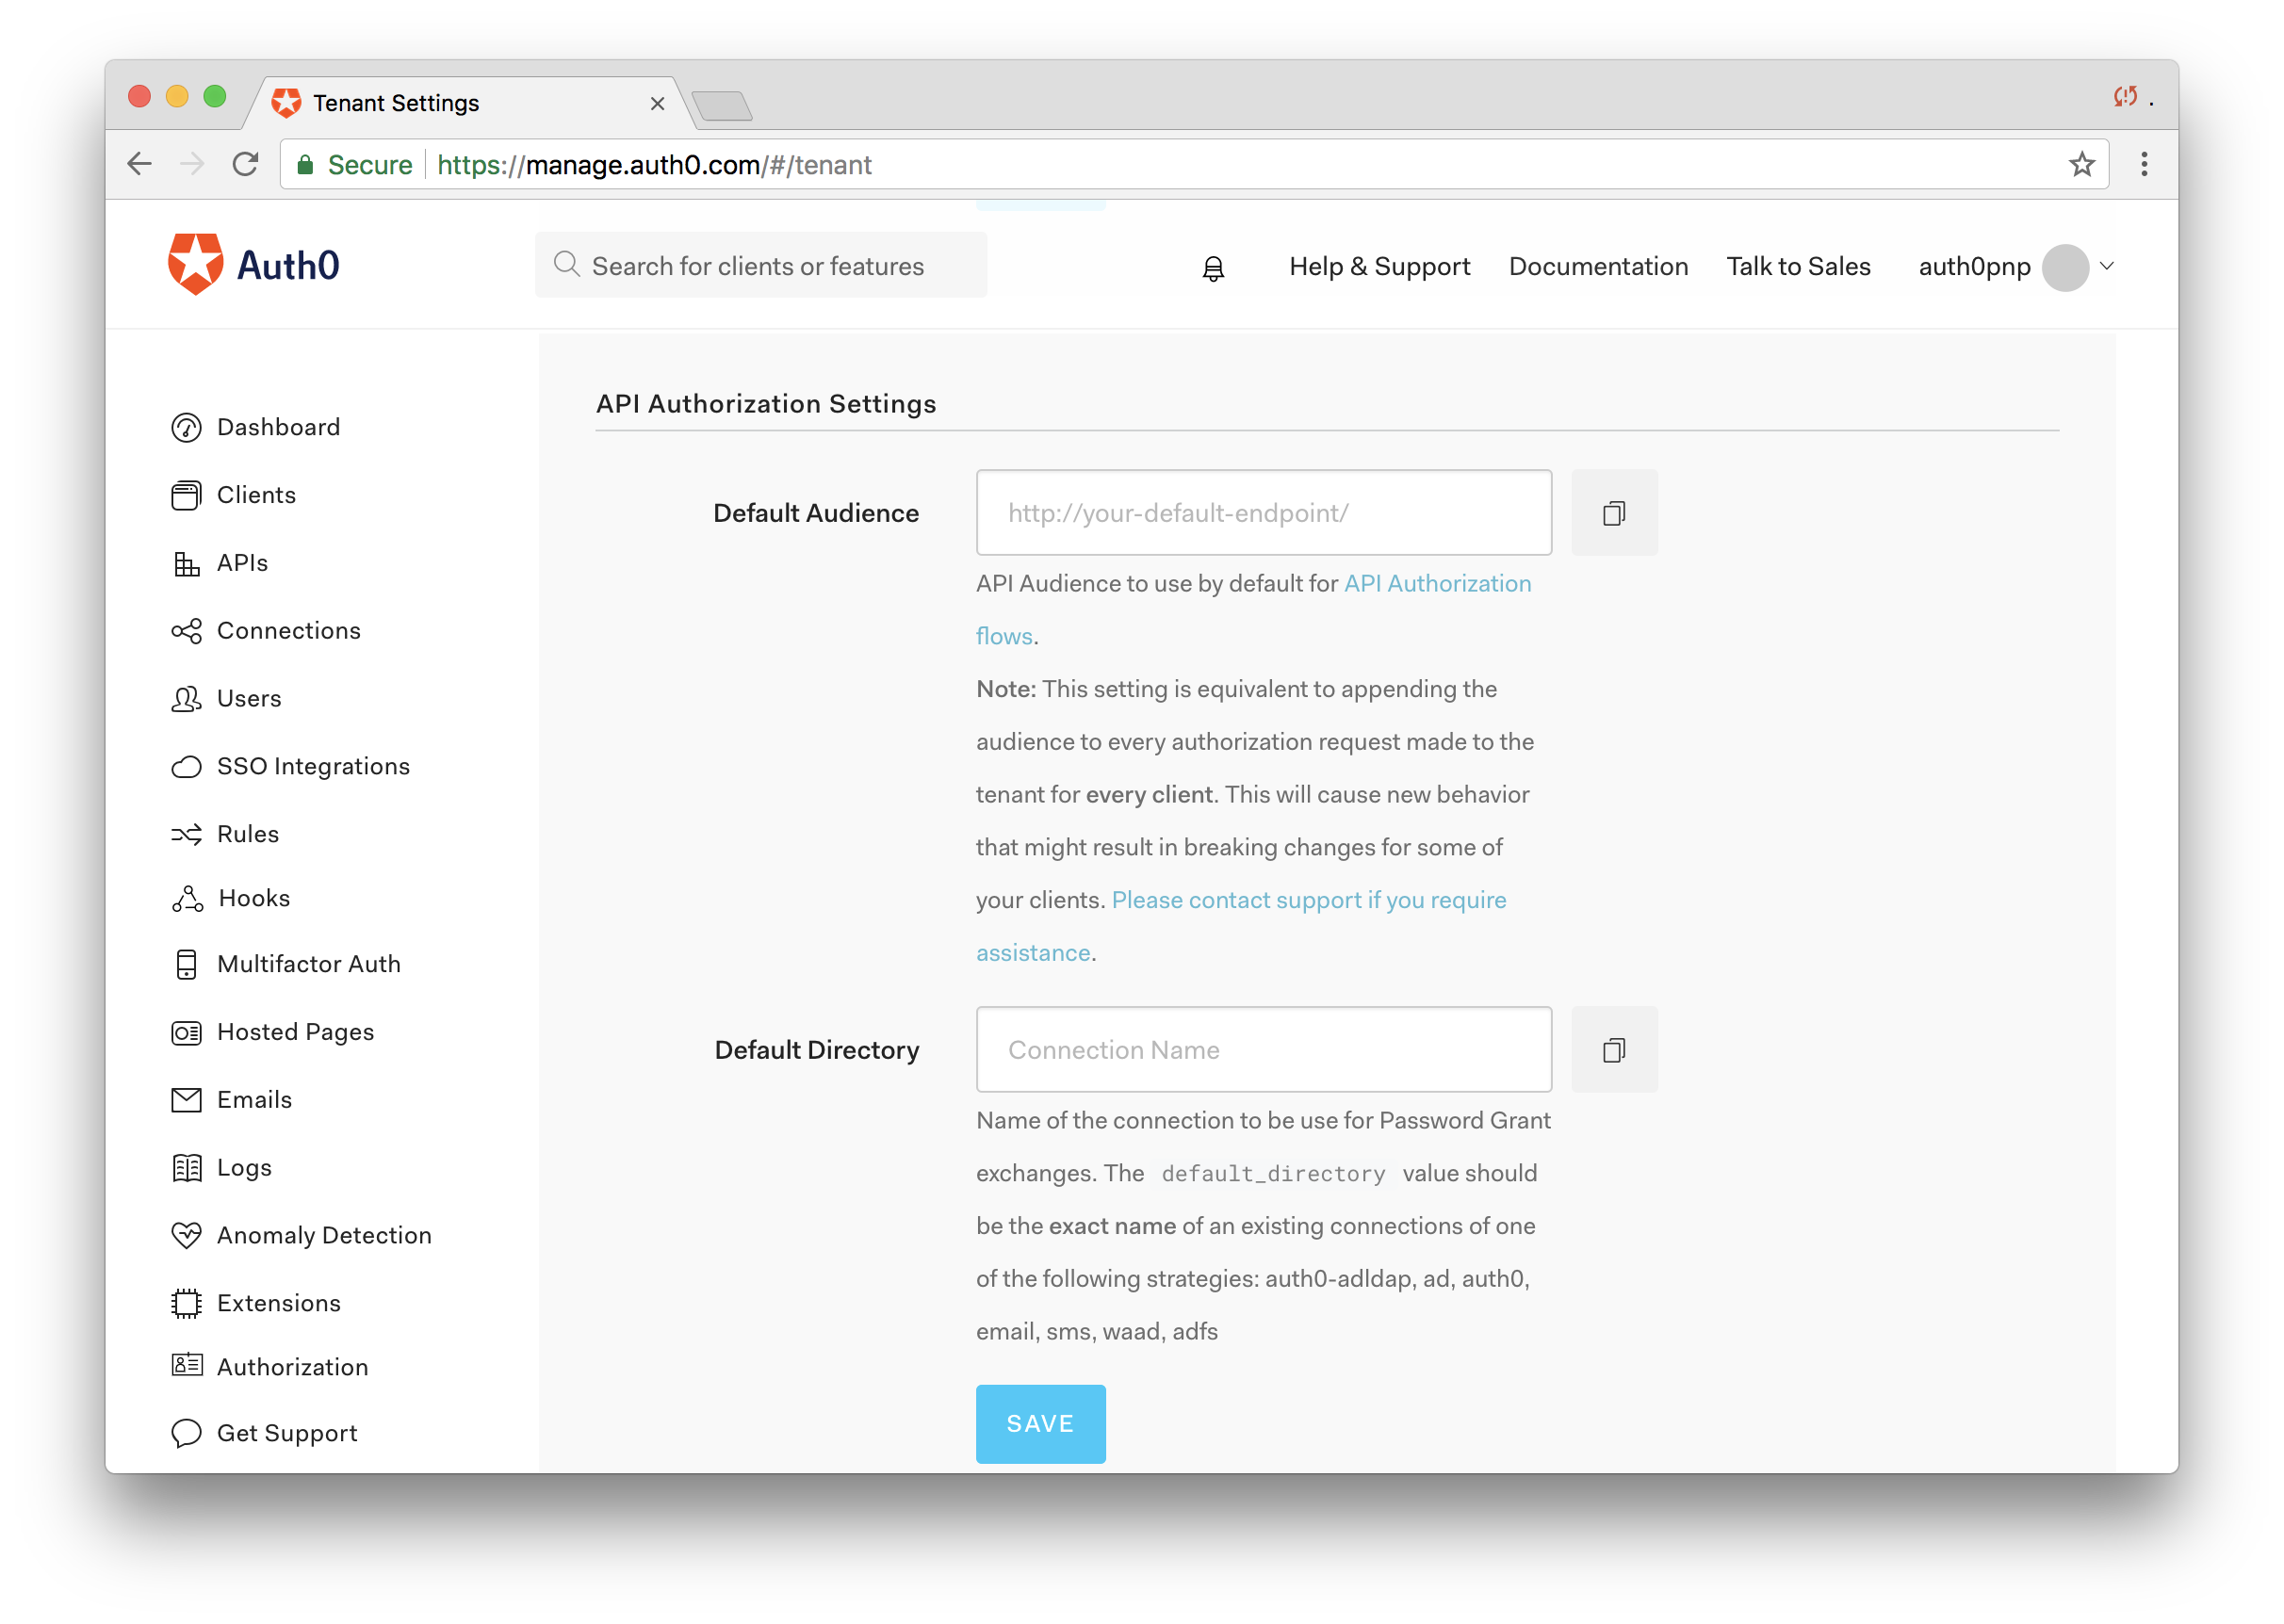 Tenant Settings
.
Secure
https://manage.auth0.com/#/tenant
Auth0
Search for clients or features
Help & Support
Documentation
Talk to Sales
auth0pnp
Dashboard
Clients
APIs
Connections
Users
SSO Integrations
Rules
Hooks
Multifactor Auth
Hosted Pages
Emails
Logs
Anomaly Detection
Extensions
Authorization
Get Support
API Authorization Settings
Default Audience
http://your-default-endpoint/
API Audience to use by default for API Authorization
flows.
Note: This setting is equivalent to appending the
audience to every authorization request made to the
tenant for every client. This will cause new behavior
that might result in breaking changes for some of
your clients. Please contact support if you require
assistance.
Default Directory
Connection Name
Name of the connection to be use for Password Grant
exchanges. The default_directory value should
be the exact name of an existing connections of one
of the following strategies: auth0-adldap, ad, auth0,
email, sms, waad, adfs
SAVE